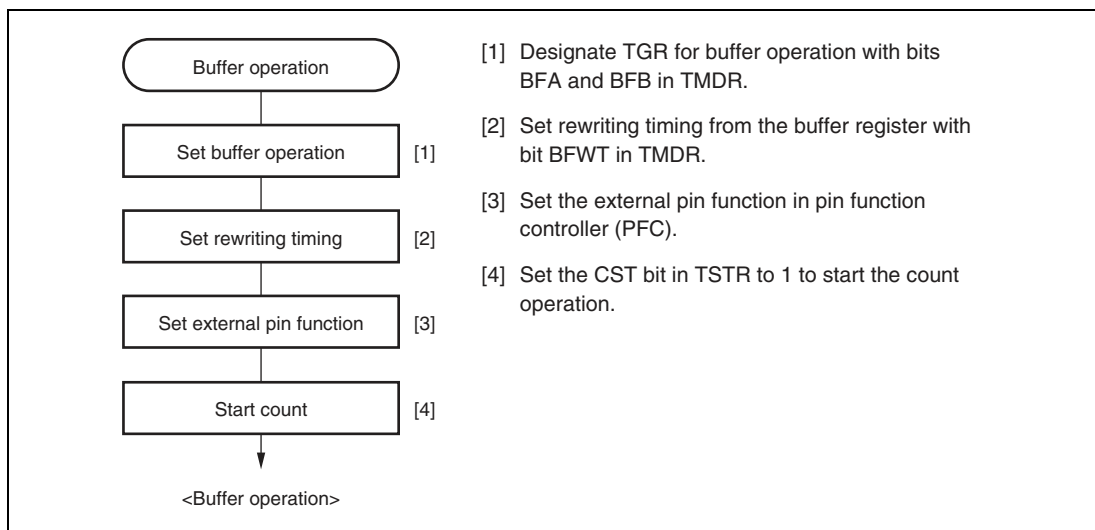 Buffer operation
Set buffer operation
[1]
Set rewriting timing
[2]
Set external pin function
[3]
Start count
[4]
<Buffer operation>
[1] Designate TGR for buffer operation with bits
BFA and BFB in TMDR.
[2] Set rewriting timing from the buffer register with
bit BFWT in TMDR.
[3] Set the external pin function in pin function
controller (PFC).
[4] Set the CST bit in TSTR to 1 to start the count
operation.